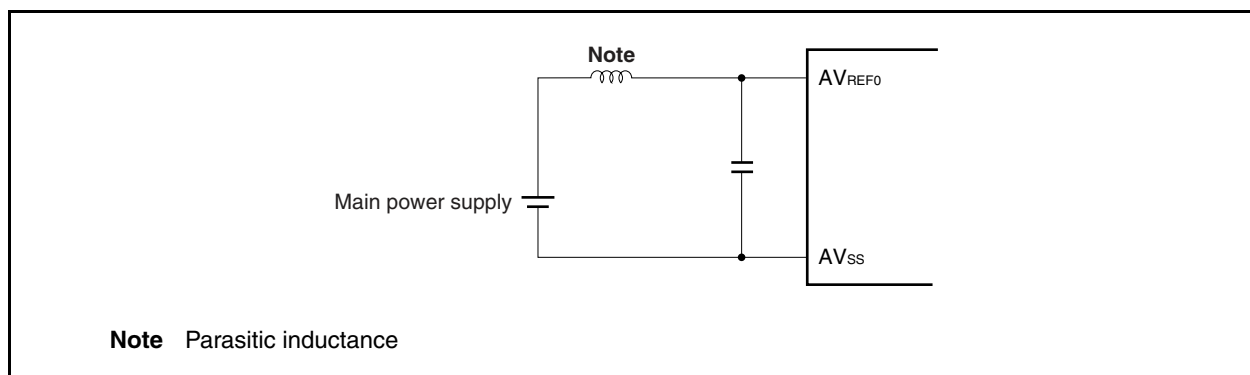 Note
AVREF0
Main power supply
AVSS
Note Parasitic inductance